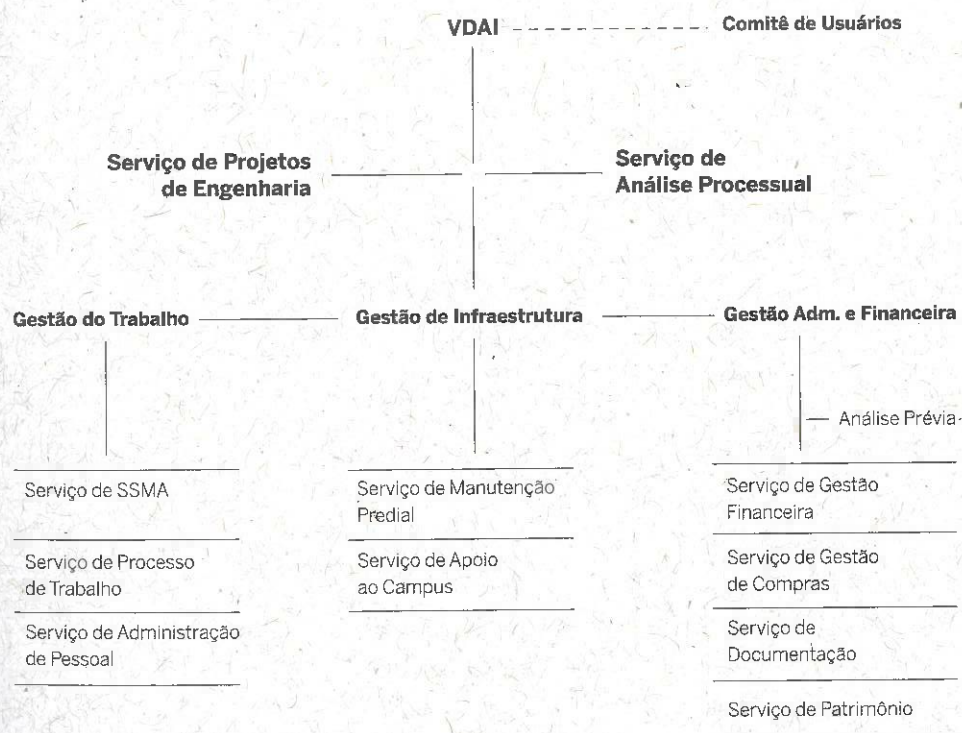 VDAI
Comitê de Usuários
Serviço de Projetos
de Engenharia
Serviço de
Análise Processual
Gestão do Trabalho
Gestão de Infraestrutura
Gestão Adm. e Financeira
Análise Prévia
Serviço de SSMA
Serviço de Processo
de Trabalho
Serviço de Administração
de Pessoal
Serviço de Manutenção
Predial
Serviço de Apoio
ao Campus
Serviço de Gestão
Financeira
Serviço de Gestão
de Compras
Serviço de
Documentação
Serviço de Patrimônio